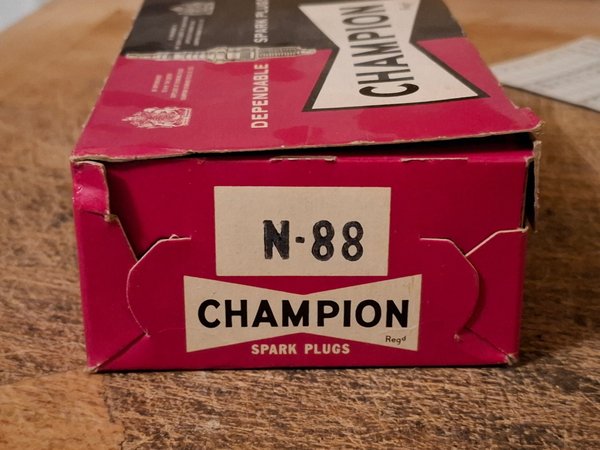 DEPENDABLE SPARK PLUGS
CHAMPION
N-88
CHAMPION
Regd
SPARK PLUGS